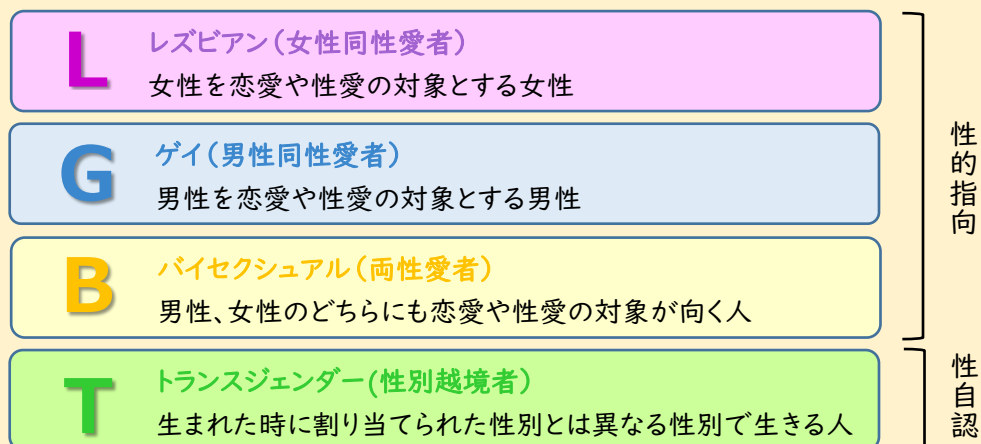 L
レズビアン(女性同性愛者)
女性を恋愛や性愛の対象とする女性
G
ゲイ(男性同性愛者)
男性を恋愛や性愛の対象とする男性
B
バイセクシュアル(両性愛者)
男性、女性のどちらにも恋愛や性愛の対象が向く人
性的指向
T
トランスジェンダー(性別越境者)
生まれた時に割り当てられた性別とは異なる性別で生きる人
性自認